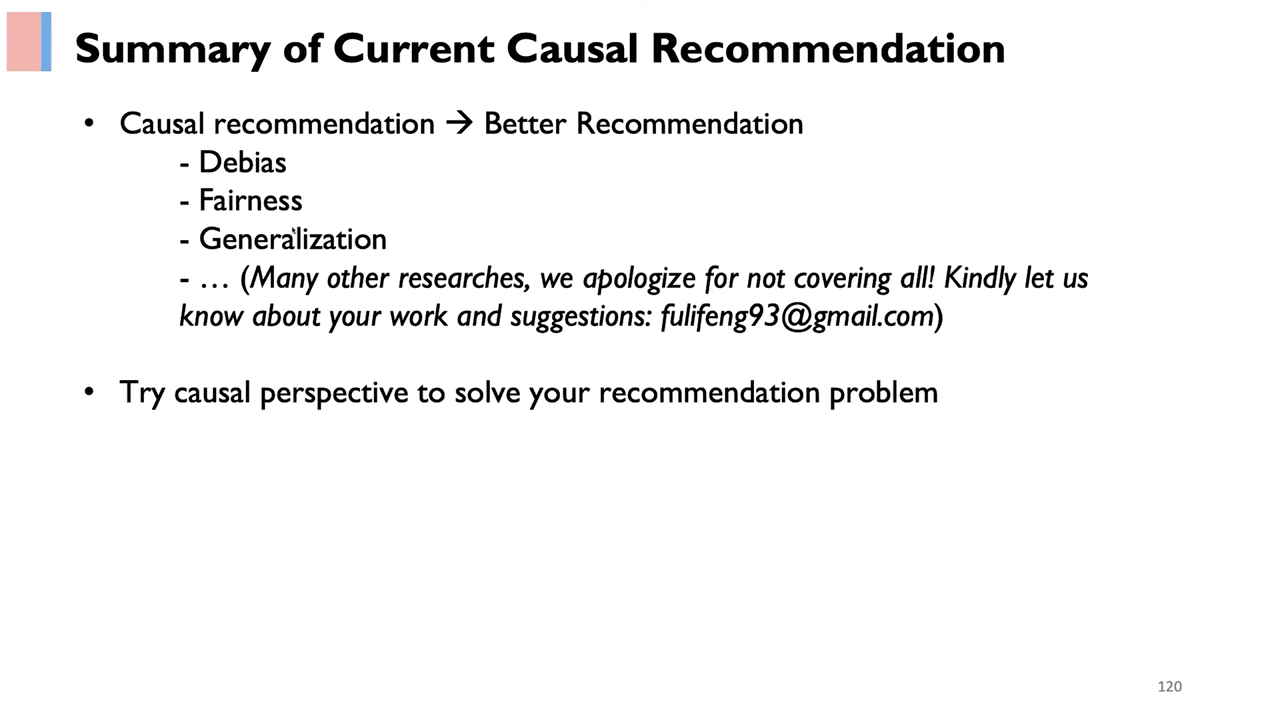 Summary of Current Causal Recommendation
• Causal recommendation → Better Recommendation
- Debias
- Fairness
- Generalization
- … (Many other researches, we apologize for not covering all! Kindly let us
know about your work and suggestions: fulifeng93@gmail.com)
• Try causal perspective to solve your recommendation problem
120